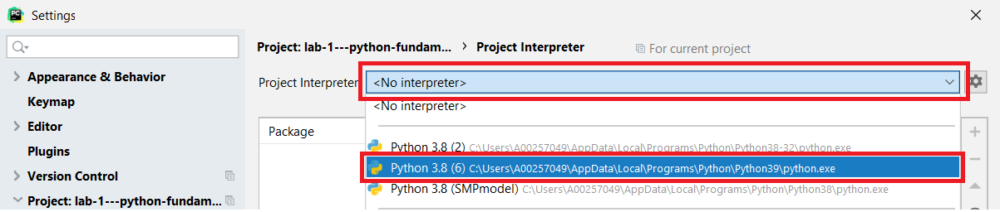 PC Settings
Project: lab-1---python-fundam... > Project Interpreter For current project
Appearance & Behavior
Project Interpreter <No interpreter>
Keymap
<No interpreter>
Editor
Package
Python 3.8 (2) C:\Users\A00257049\AppData\Local\Programs\Python\Python38-32\python.exe
Plugins
Python 3.8 (6) C:\Users\A00257049\AppData\Local\Programs\Python\Python39\python.exe
Version Control
Python 3.8 (SMPmodel) C:\Users\A00257049\AppData\Local\Programs\Python\Python38\python.exe
Project: lab-1---python-fundam...